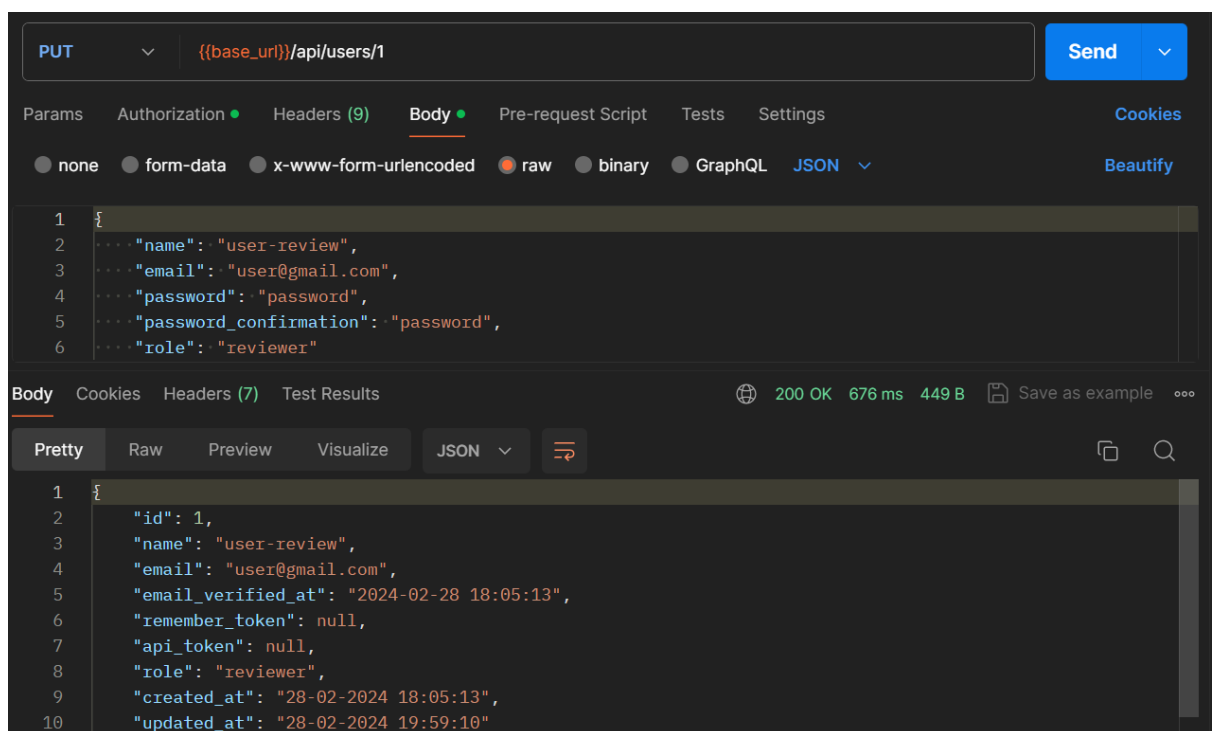 PUT {{base_url}}/api/users/1 Send
Params Authorization Headers (9) Body Pre-request Script Tests Settings Cookies
none form-data x-www-form-urlencoded raw binary GraphQL JSON Beautify
1 {
2 "name": "user-review",
3 "email": "user@gmail.com",
4 "password": "password",
5 "password_confirmation": "password",
6 "role": "reviewer"
Body Cookies Headers (7) Test Results 200 OK 676 ms 449 B Save as example
Pretty Raw Preview Visualize JSON
1 {
2 "id": 1,
3 "name": "user-review",
4 "email": "user@gmail.com",
5 "email_verified_at": "2024-02-28 18:05:13",
6 "remember_token": null,
7 "api_token": null,
8 "role": "reviewer",
9 "created_at": "28-02-2024 18:05:13",
10 "updated_at": "28-02-2024 19:59:10"